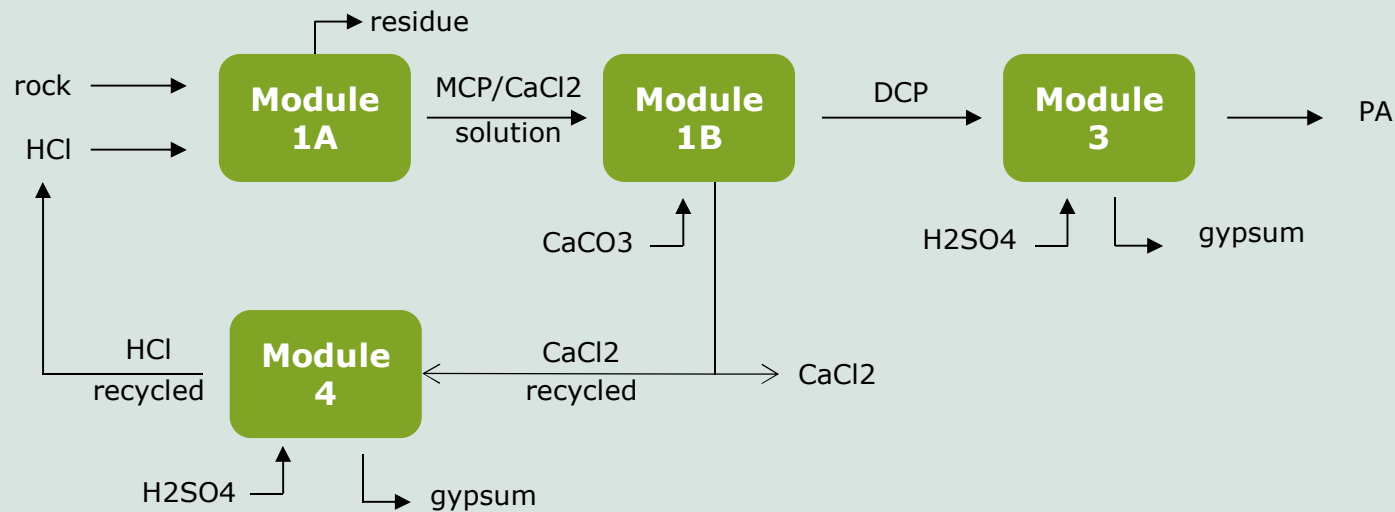 residue
rock
HCl
Module
1A
MCP/CaCl2
solution
Module
1B
DCP
Module
3
PA
CaCO3
H2SO4
gypsum
HCl
recycled
Module
4
CaCl2
recycled
CaCl2
H2SO4
gypsum